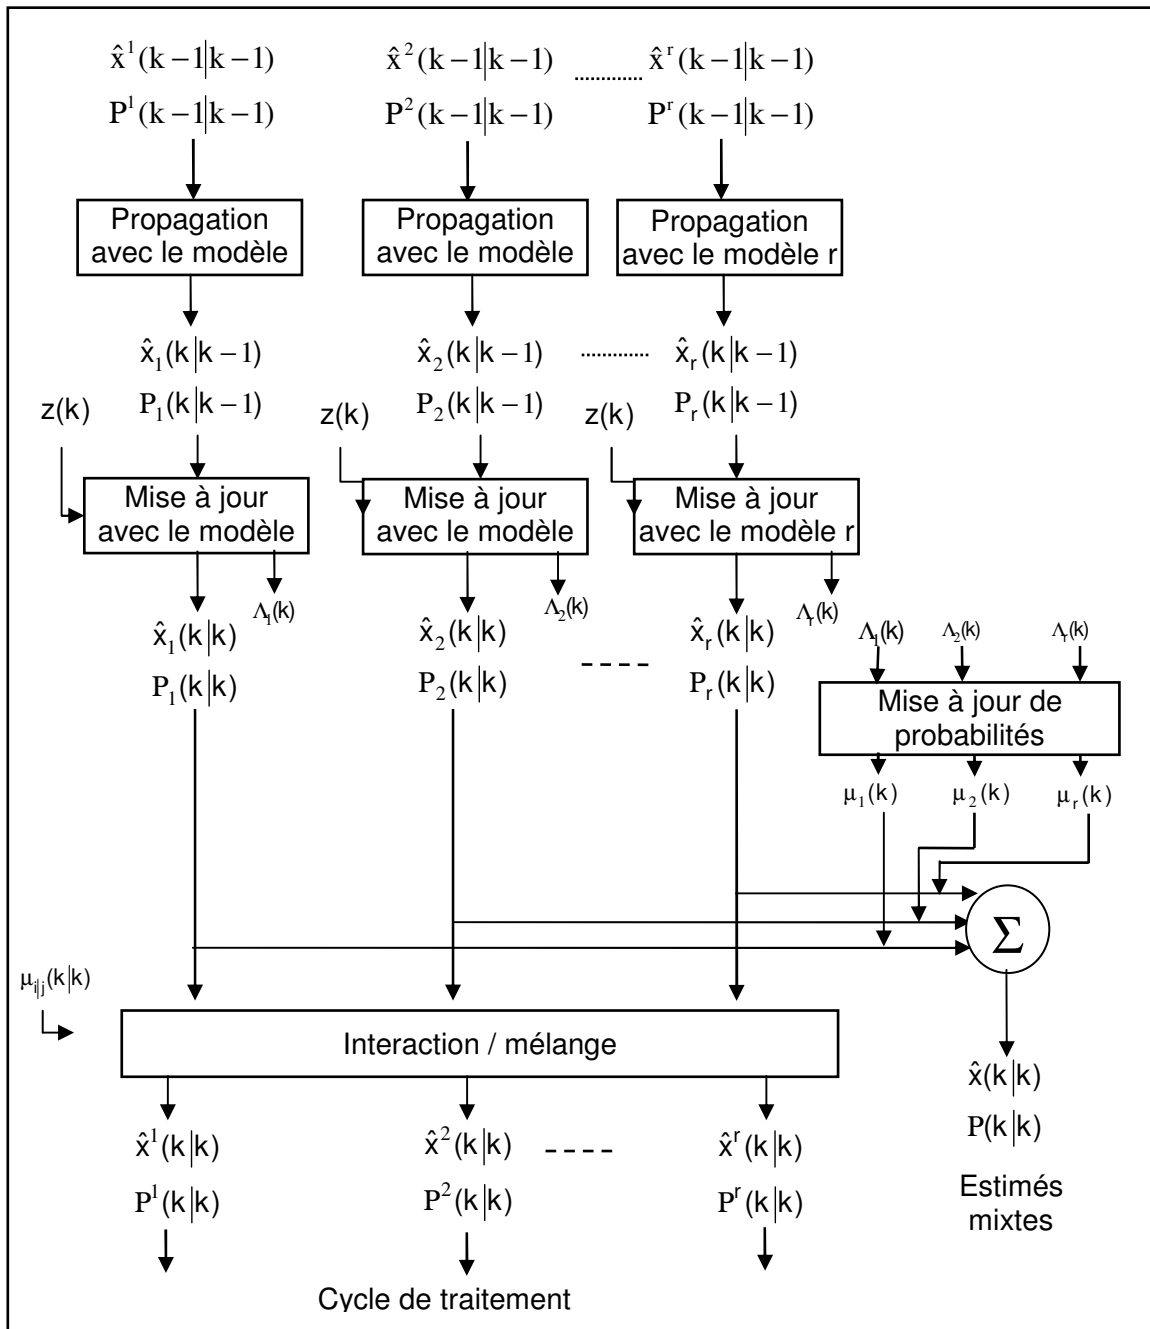 x̂¹(k−1|k−1) x̂²(k−1|k−1) ............ x̂ʳ(k−1|k−1)
P¹(k−1|k−1) P²(k−1|k−1) Pʳ(k−1|k−1)
Propagation Propagation Propagation
avec le modèle avec le modèle avec le modèle r
x̂₁(k|k−1) x̂₂(k|k−1) ............ x̂ᵣ(k|k−1)
z(k) P₁(k|k−1) z(k) P₂(k|k−1) z(k) Pᵣ(k|k−1)
Mise à jour Mise à jour Mise à jour
avec le modèle avec le modèle avec le modèle r
Λ₁(k) Λ₂(k) Λᵣ(k)
x̂₁(k|k) x̂₂(k|k) x̂ᵣ(k|k)
Λ₁(k) Λ₂(k) Λᵣ(k)
P₁(k|k) P₂(k|k) ---- Pᵣ(k|k)
Mise à jour de
probabilités
μ₁(k) μ₂(k) μᵣ(k)
Σ
μᵢ|ⱼ(k|k)
Interaction / mélange
x̂(k|k)
P(k|k)
x̂¹(k|k) x̂²(k|k) ---- x̂ʳ(k|k)
P¹(k|k) P²(k|k) Pʳ(k|k)
Estimés
mixtes
Cycle de traitement